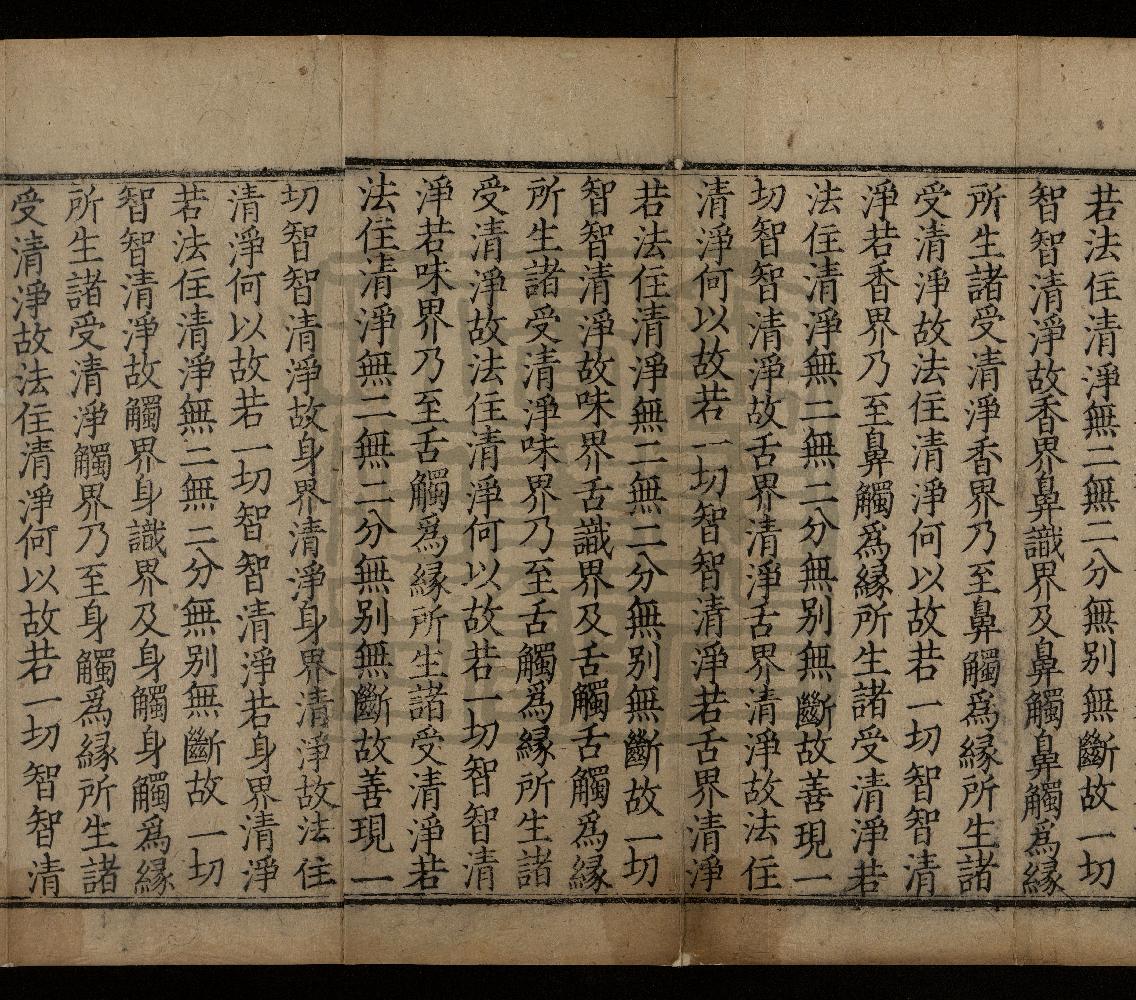 若法住清淨無二無二分無别無斷故一切
智智清淨故香界鼻識界及鼻觸鼻觸爲緣
所生諸受清淨香界乃至鼻觸爲緣所生諸
受清淨故法住清淨何以故若一切智智清
淨若香界乃至鼻觸爲緣所生諸受清淨若
法住清淨無二無二分無别無斷故善現一
切智智清淨故舌界清淨舌界清淨故法住
清淨何以故若一切智智清淨若舌界清淨
若法住清淨無二無二分無别無斷故一切
智智清淨故味界舌識界及舌觸舌觸爲緣
所生諸受清淨味界乃至舌觸爲緣所生諸
受清淨故法住清淨何以故若一切智智清
淨若味界乃至舌觸爲緣所生諸受清淨若
法住清淨無二無二分無别無斷故善現一
切智智清淨故身界清淨身界清淨故法住
清淨何以故若一切智智清淨若身界清淨
若法住清淨無二無二分無别無斷故一切
智智清淨故觸界身識界及身觸身觸爲緣
所生諸受清淨觸界乃至身觸爲緣所生諸
受清淨故法住清淨何以故若一切智智清